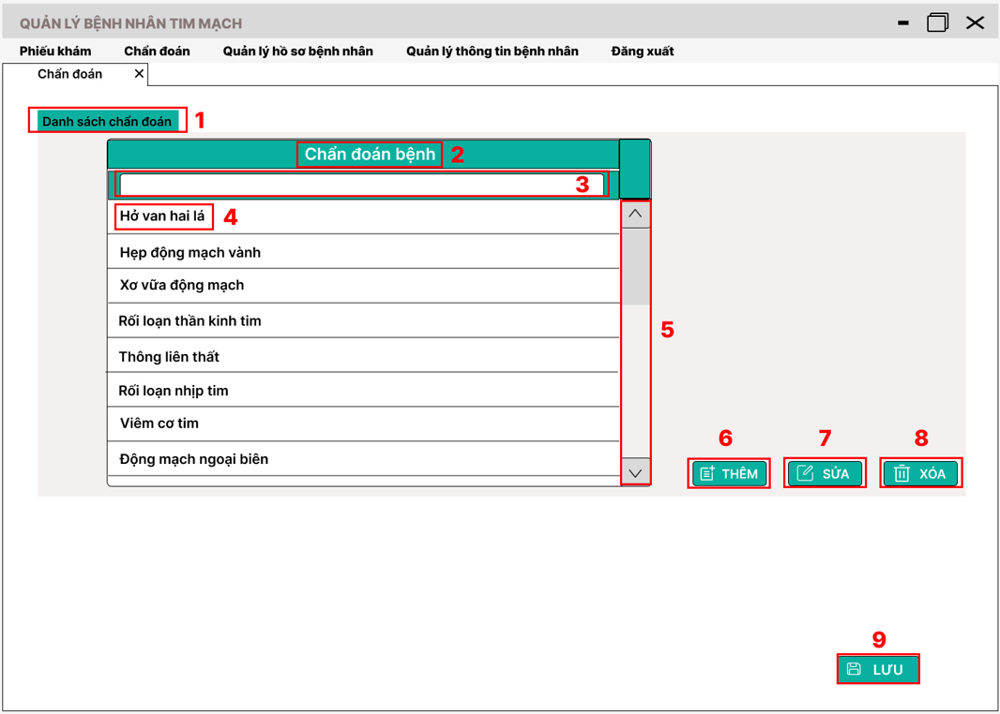 QUẢN LÝ BỆNH NHÂN TIM MẠCH
Phiếu khám Chẩn đoán Quản lý hồ sơ bệnh nhân Quản lý thông tin bệnh nhân Đăng xuất
Chẩn đoán
Danh sách chẩn đoán 1
Chẩn đoán bệnh 2
3
Hở van hai lá 4
Hẹp động mạch vành
Xơ vữa động mạch
Rối loạn thần kinh tim
5
Thông liên thất
Rối loạn nhịp tim
Viêm cơ tim
6 7 8
Động mạch ngoại biên
THÊM SỬA XÓA
9
LƯU